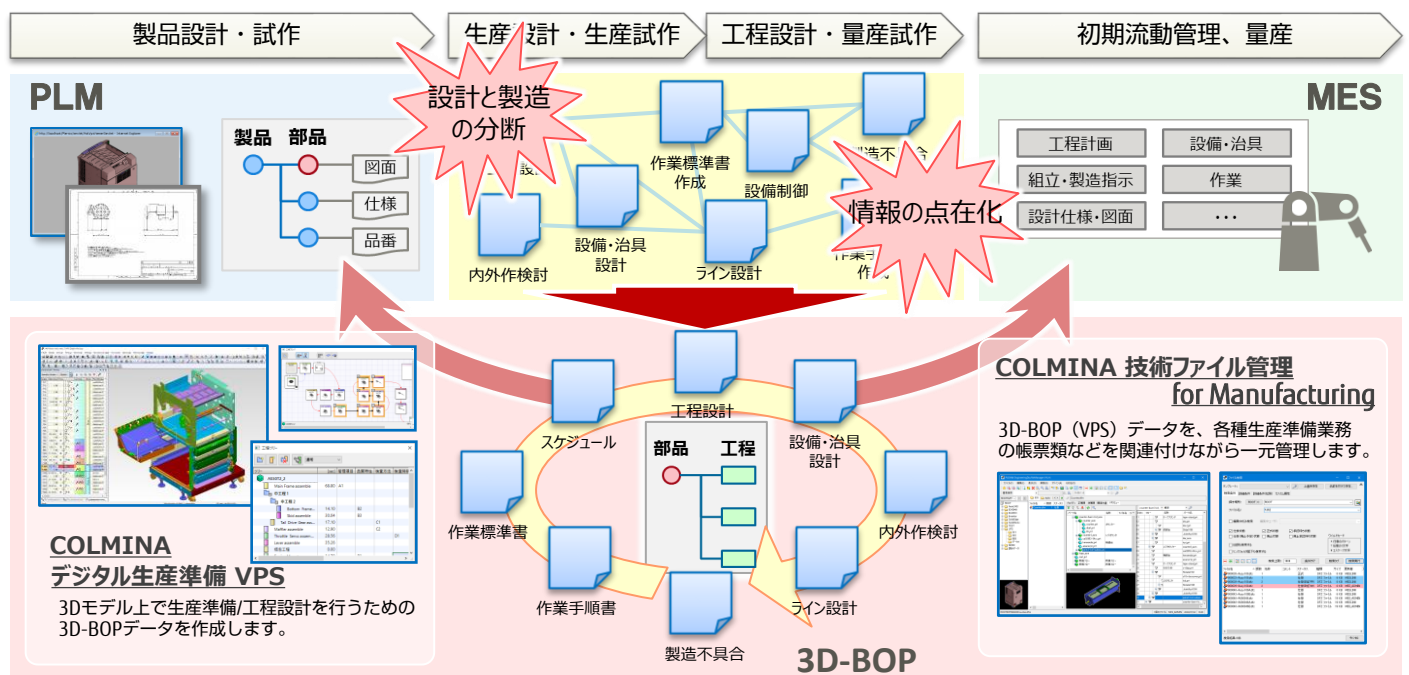 製品設計・試作
生産設計・生産試作
工程設計・量産試作
初期流動管理、量産
PLM
製品 部品
図面
仕様
品番
設計と製造
の分断
内外作検討
設備・治具
設計
作業標準書
作成
設備制御
ライン設計
製造不具合
情報の点在化
MES
工程計画
設備・治具
組立・製造指示
作業
設計仕様・図面
・・・
COLMINA
デジタル生産準備 VPS
3Dモデル上で生産準備/工程設計を行うための
3D-BOPデータを作成します。
工程設計
スケジュール
設備・治具
設計
部品 工程
作業標準書
内外作検討
作業手順書
ライン設計
製造不具合
3D-BOP
COLMINA 技術ファイル管理
for Manufacturing
3D-BOP（VPS）データを、各種生産準備業務
の帳票類などを関連付けながら一元管理します。